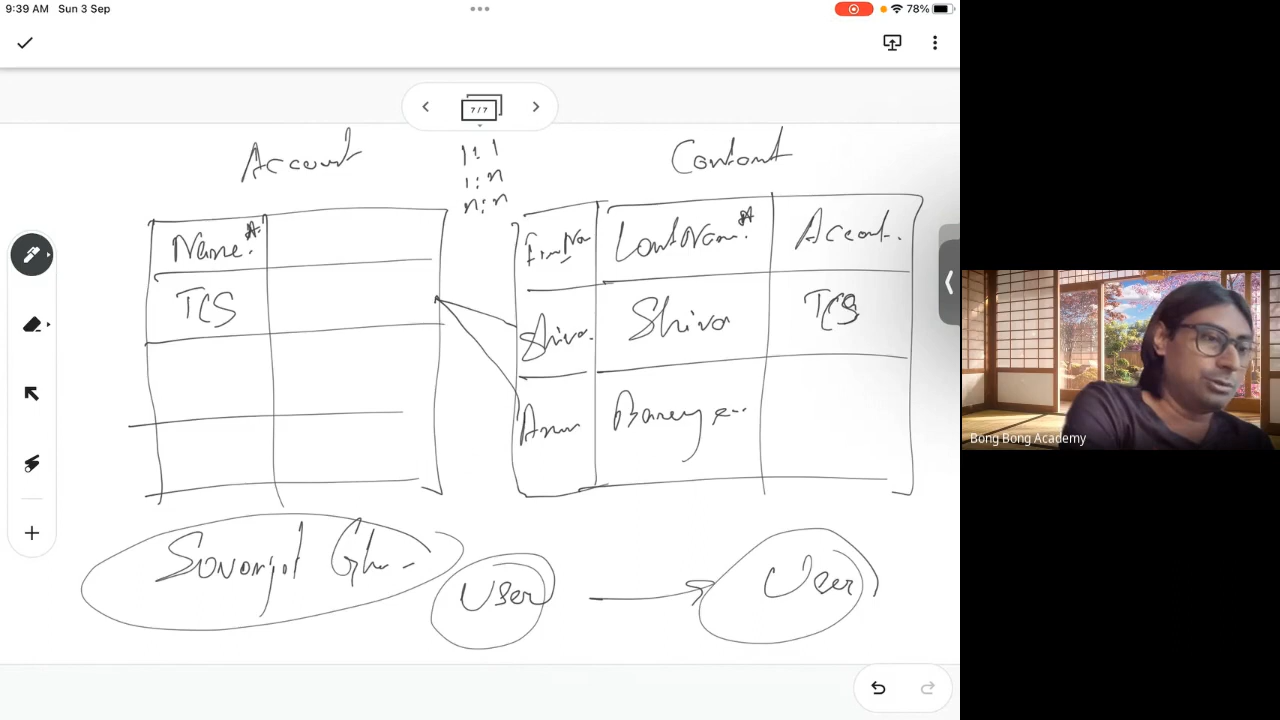 9:39 AM Sun 3 Sep
78%
7 / 7
Account
1:1
1:n
n:n
Contact
Name*
TCS
LastName*
Account.
Shiva.
Shiva
TCS
User
User
Bong Bong Academy